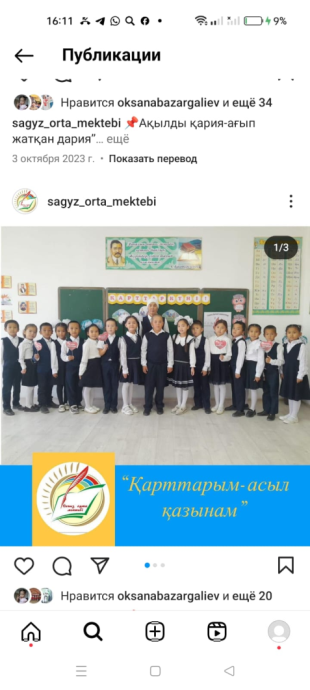 16:11
9%
Публикации
Нравится oksanabazargaliev и ещё 34
sagyz_orta_mektebi 📌Ақылды қария-ағып
жатқан дария”... ещё
3 октября 2023 г. • Показать перевод
sagyz_orta_mektebi
1/3
“Қарттарым-асыл
қазынам”
Нравится oksanabazargaliev и ещё 20